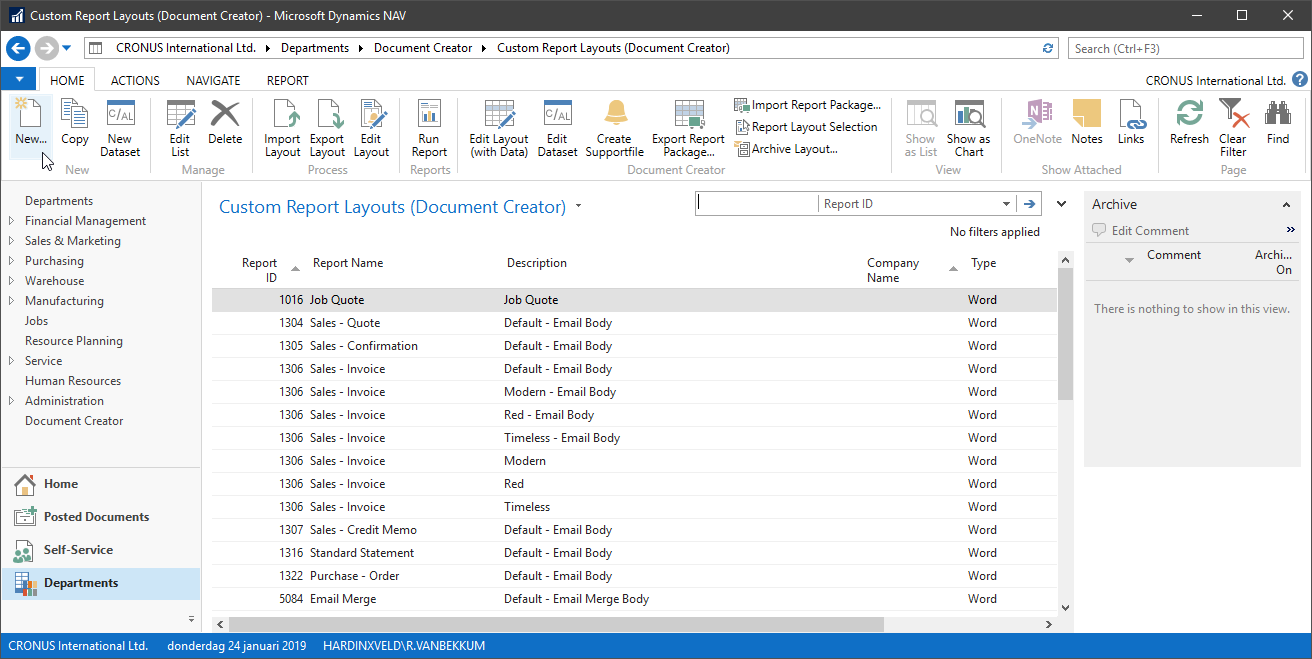 Custom Report Layouts (Document Creator) - Microsoft Dynamics NAV
CRONUS International Ltd. Departments Document Creator Custom Report Layouts (Document Creator)
Search (Ctrl+F3)
HOME ACTIONS NAVIGATE REPORT
CRONUS International Ltd. ?
New...
Copy
New
Dataset
New
Edit
List
Delete
Manage
Import
Layout
Export
Layout
Edit
Layout
Process
Run
Report
Reports
Edit Layout
(with Data)
C/AL
Edit
Dataset
Create
Supportfile
Export Report
Package...
Import Report Package...
Report Layout Selection
Archive Layout...
Document Creator
Show
as List
Show as
Chart
View
OneNote
Notes
Links
Show Attached
Refresh
Clear
Filter
Find
Page
Departments
Financial Management
Sales & Marketing
Purchasing
Warehouse
Manufacturing
Jobs
Resource Planning
Service
Human Resources
Administration
Document Creator
Home
Posted Documents
Self-Service
Departments
Custom Report Layouts (Document Creator)
Report ID
No filters applied
Report ID Report Name Description Company Name Type
1016 Job Quote Job Quote Word
1304 Sales - Quote Default - Email Body Word
1305 Sales - Confirmation Default - Email Body Word
1306 Sales - Invoice Default - Email Body Word
1306 Sales - Invoice Modern - Email Body Word
1306 Sales - Invoice Red - Email Body Word
1306 Sales - Invoice Timeless - Email Body Word
1306 Sales - Invoice Modern Word
1306 Sales - Invoice Red Word
1306 Sales - Invoice Timeless Word
1307 Sales - Credit Memo Default - Email Body Word
1316 Standard Statement Default - Email Body Word
1322 Purchase - Order Default - Email Body Word
5084 Email Merge Default - Email Merge Body Word
Archive
Edit Comment
Comment Archi...
On
There is nothing to show in this view.
CRONUS International Ltd. donderdag 24 januari 2019 HARDINXVELD\R.VANBEKKUM